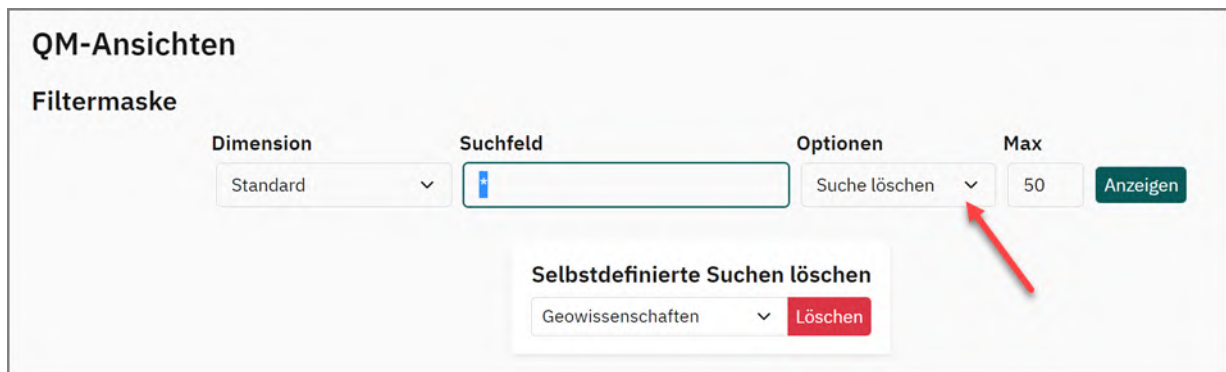 QM-Ansichten
Filtermaske
Dimension Suchfeld Optionen Max
Standard * Suche löschen 50 Anzeigen
Selbstdefinierte Suchen löschen
Geowissenschaften Löschen